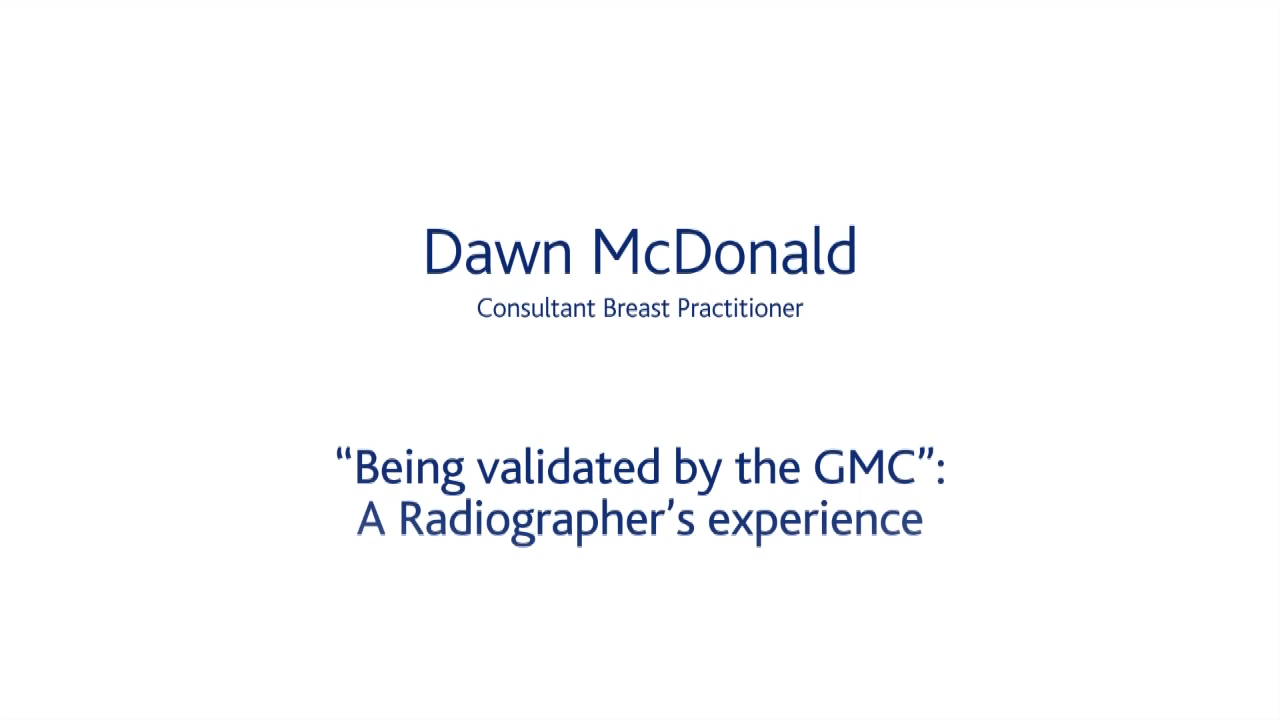 Dawn McDonald
Consultant Breast Practitioner
“Being validated by the GMC”:
A Radiographer’s experience